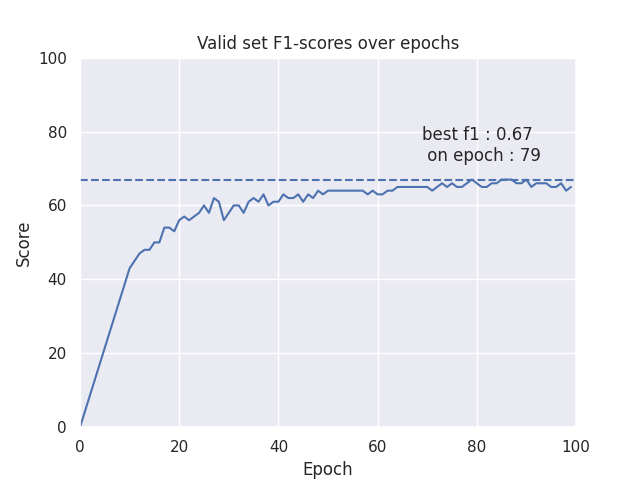 Valid set F1-scores over epochs
100
80
60
40
20
0
best f1 : 0.67
on epoch : 79
Score
0 20 40 60 80 100
Epoch